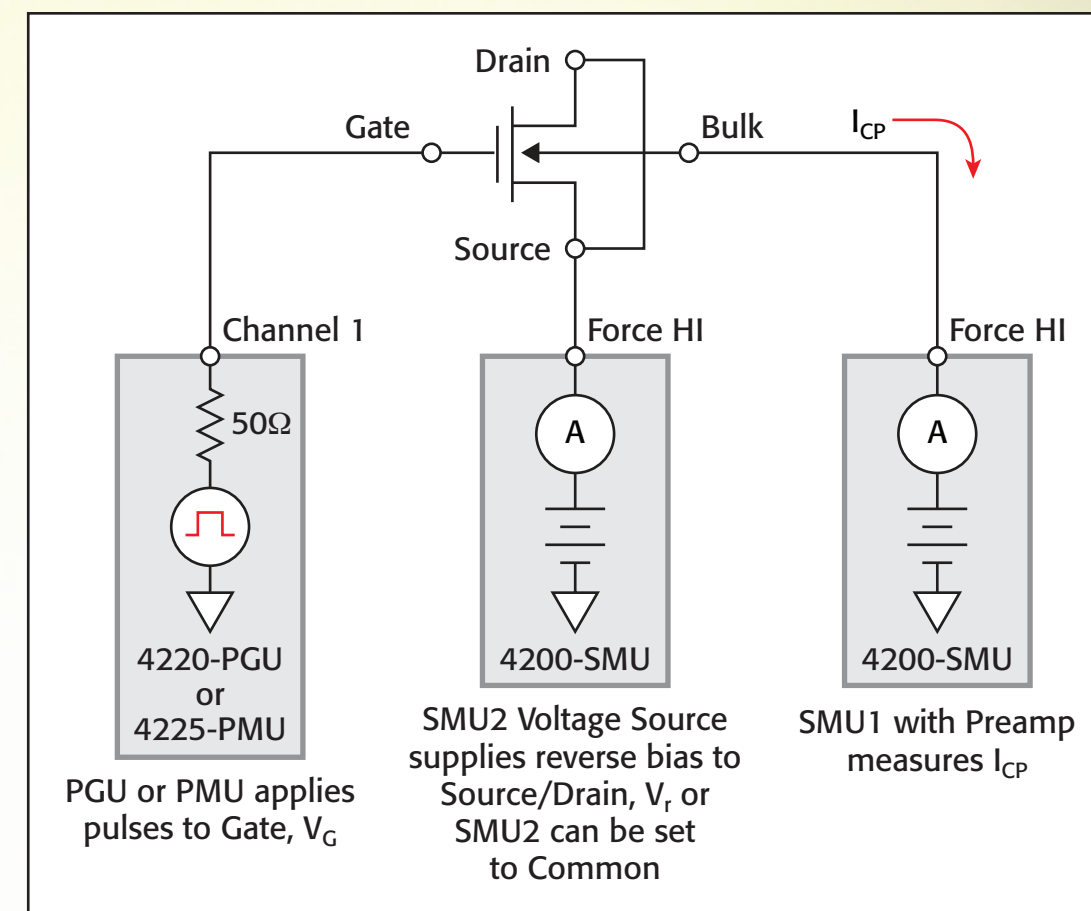 Drain
Gate
Bulk
I_CP
Source
Channel 1
Force HI
Force HI
50Ω
A
A
4220-PGU
or
4225-PMU
4200-SMU
4200-SMU
PGU or PMU applies
pulses to Gate, V_G
SMU2 Voltage Source
supplies reverse bias to
Source/Drain, V_r or
SMU2 can be set
to Common
SMU1 with Preamp
measures I_CP